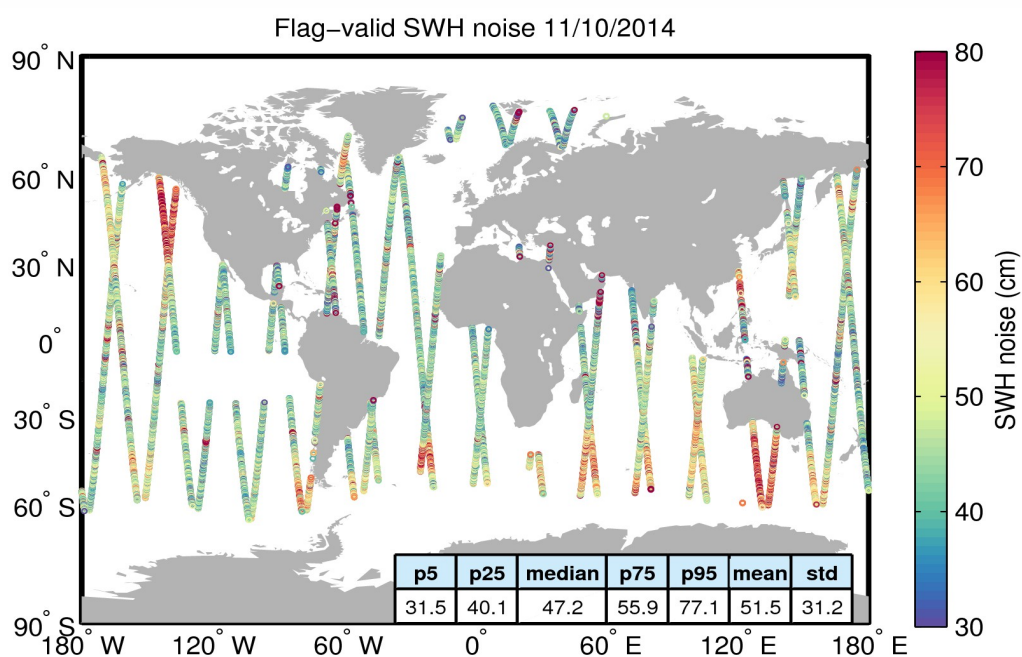 Flag−valid SWH noise 11/10/2014
90° N
60° N
30° N
0°
30° S
60° S
90° S
180° W
120° W
60° W
0°
60° E
120° E
180° E
80
70
60
50
40
30
SWH noise (cm)
p5 p25 median p75 p95 mean std
31.5 40.1 47.2 55.9 77.1 51.5 31.2